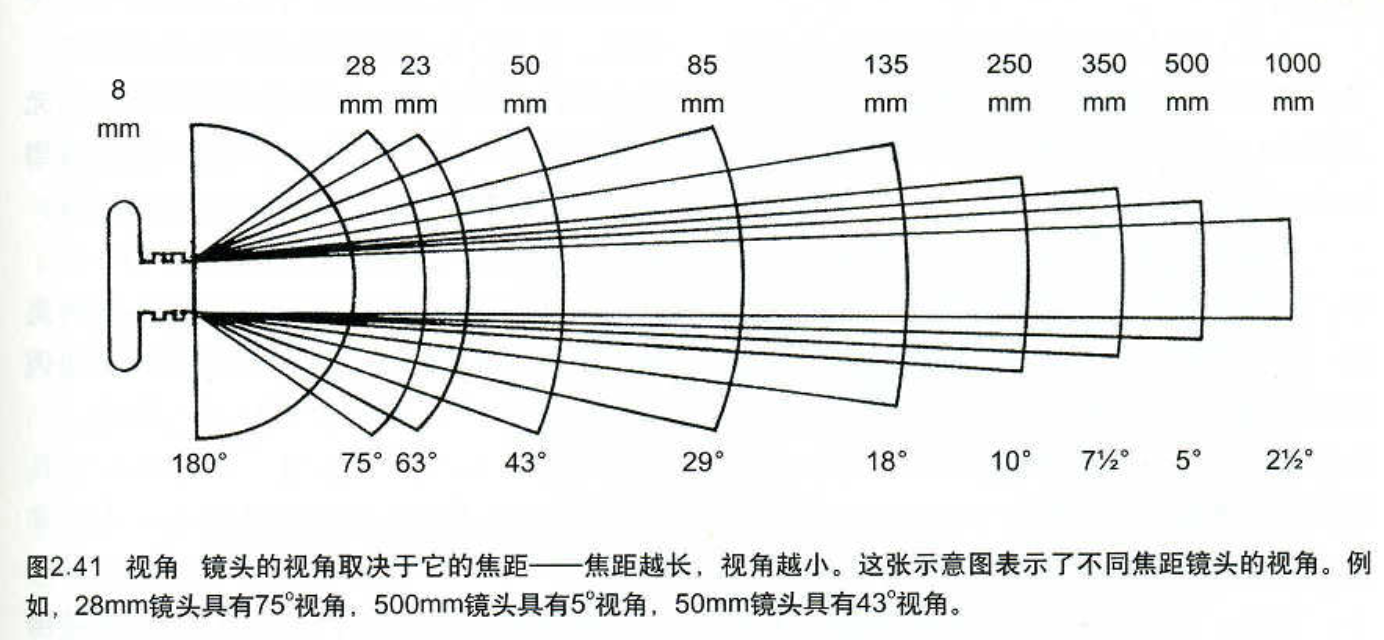 8
mm
28 23 50 85 135 250 350 500 1000
mm mm mm mm mm mm mm mm mm
180° 75° 63° 43° 29° 18° 10° 7½° 5° 2½°
图2.41 视角 镜头的视角取决于它的焦距——焦距越长，视角越小。这张示意图表示了不同焦距镜头的视角。例
如，28mm镜头具有75°视角，500mm镜头具有5°视角，50mm镜头具有43°视角。